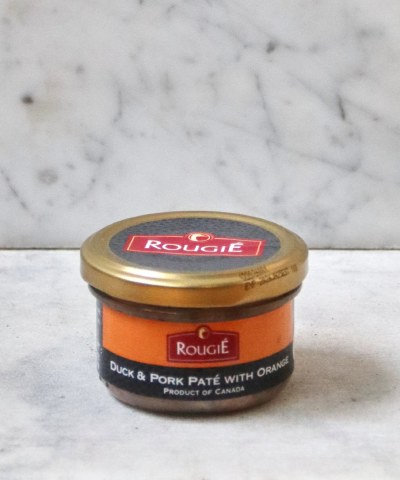 ROUGIÉ
ROUGIÉ
DUCK & PORK PATÉ WITH ORANGE
PRODUCT OF CANADA